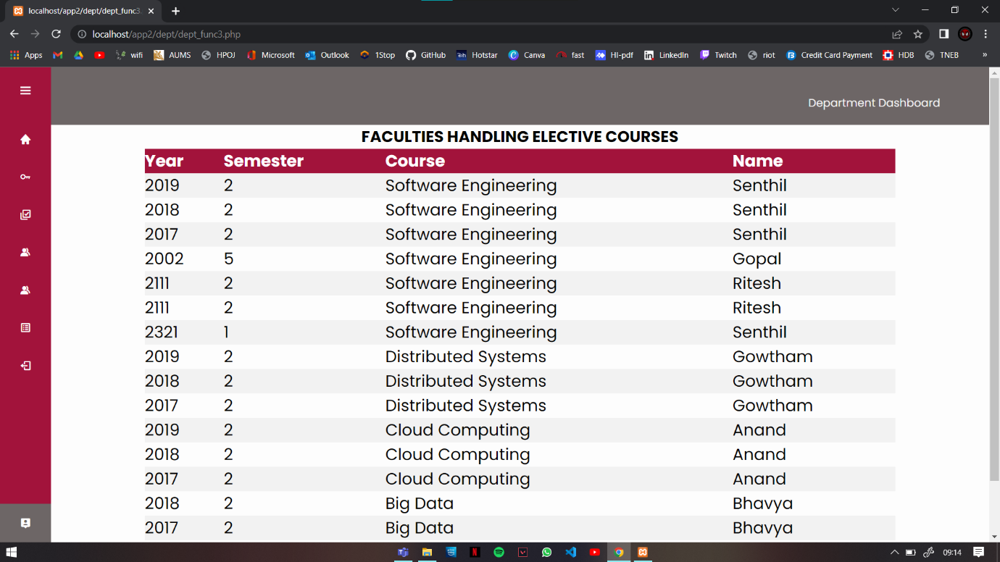 localhost/app2/dept/dept_func3.
localhost/app2/dept/dept_func3.php
Apps wifi AUMS HPOJ Microsoft Outlook 1Stop GitHub Hotstar Canva fast HI-pdf LinkedIn Twitch riot Credit Card Payment HDB TNEB »
Department Dashboard
FACULTIES HANDLING ELECTIVE COURSES
Year Semester Course Name
2019 2 Software Engineering Senthil
2018 2 Software Engineering Senthil
2017 2 Software Engineering Senthil
2002 5 Software Engineering Gopal
2111 2 Software Engineering Ritesh
2111 2 Software Engineering Ritesh
2321 1 Software Engineering Senthil
2019 2 Distributed Systems Gowtham
2018 2 Distributed Systems Gowtham
2017 2 Distributed Systems Gowtham
2019 2 Cloud Computing Anand
2018 2 Cloud Computing Anand
2017 2 Cloud Computing Anand
2018 2 Big Data Bhavya
2017 2 Big Data Bhavya
09:14